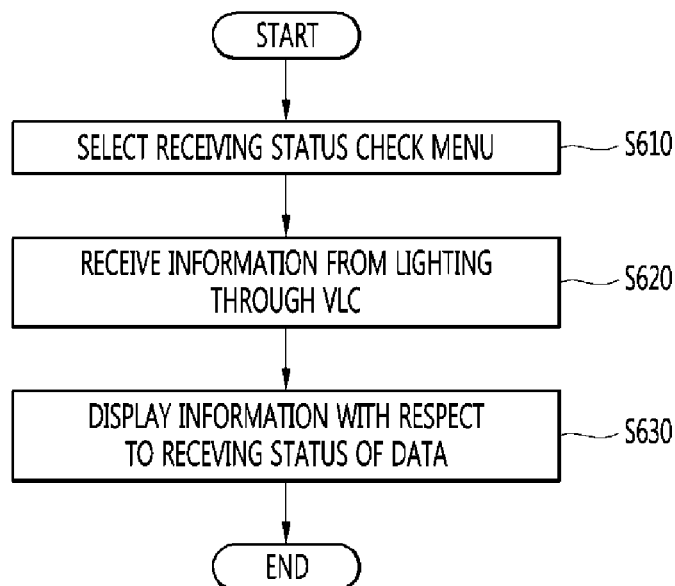 START
SELECT RECEIVING STATUS CHECK MENU
S610
RECEIVE INFORMATION FROM LIGHTING
THROUGH VLC
S620
DISPLAY INFORMATION WITH RESPECT
TO RECEVING STATUS OF DATA
S630
END